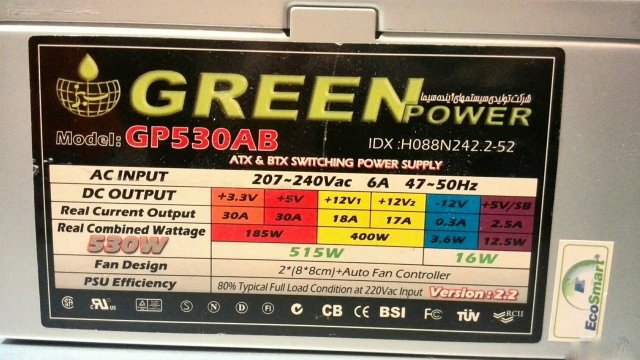 GREEN POWER
شرکت تولیدی سیستمهای آینده سیما
Model: GP530AB
IDX :H088N242.2-52
ATX & BTX SWITCHING POWER SUPPLY
AC INPUT 207~240Vac 6A 47~50Hz
DC OUTPUT +3.3V +5V +12V1 +12V2 -12V +5V/SB
Real Current Output 30A 30A 18A 17A 0.3A 2.5A
Real Combined Wattage 185W 400W 3.6W 12.5W
530W 515W 16W
Fan Design 2*(8*8cm)+Auto Fan Controller
PSU Efficiency 80% Typical Full Load Condition at 220Vac Input Version : 2.2
S N D FI CB CE BSI FC TÜV RCII
EcoSmart